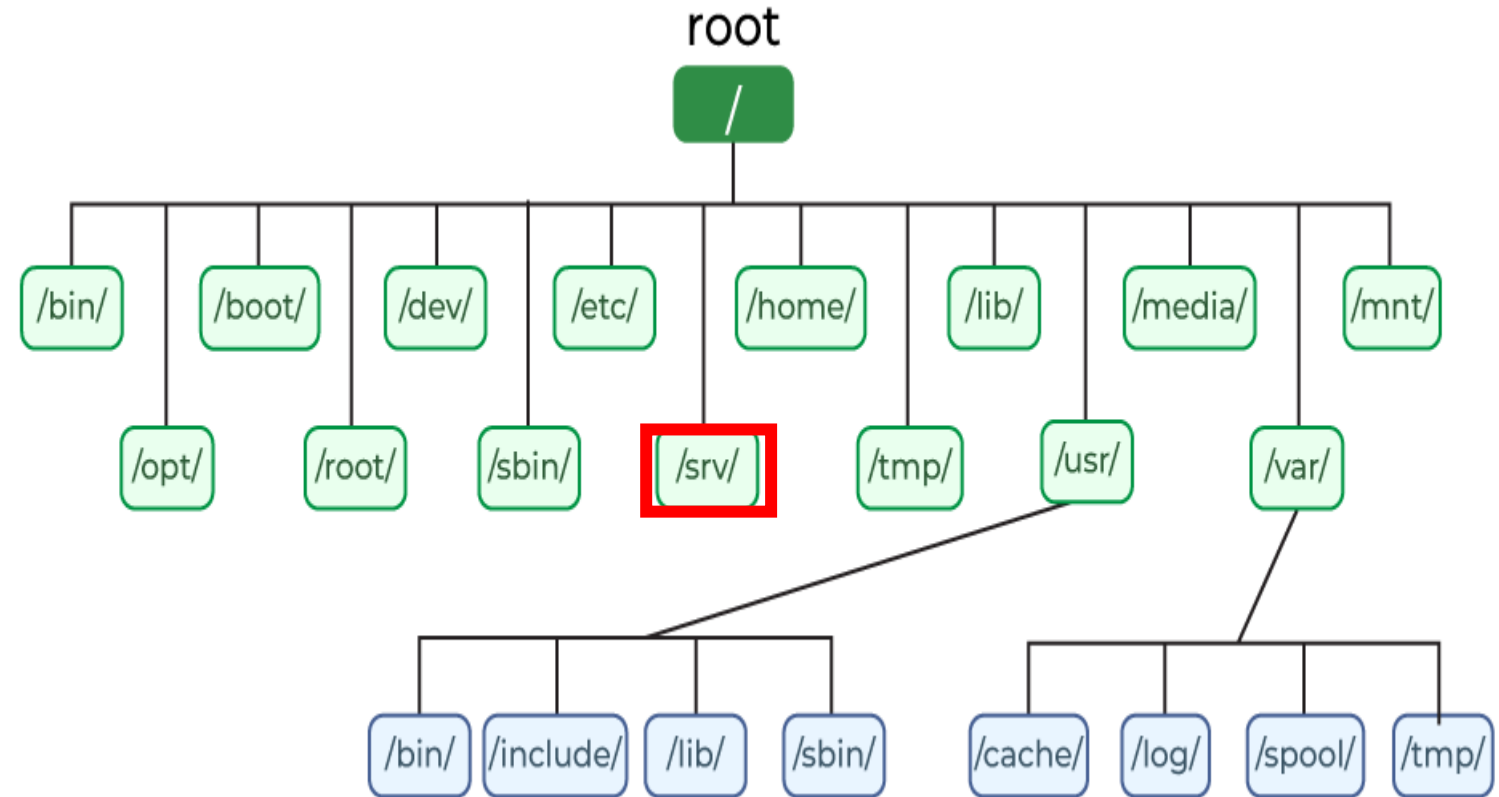 root
/
/bin/
/boot/
/dev/
/etc/
/home/
/lib/
/media/
/mnt/
/opt/
/root/
/sbin/
/srv/
/tmp/
/usr/
/var/
/bin/
/include/
/lib/
/sbin/
/cache/
/log/
/spool/
/tmp/